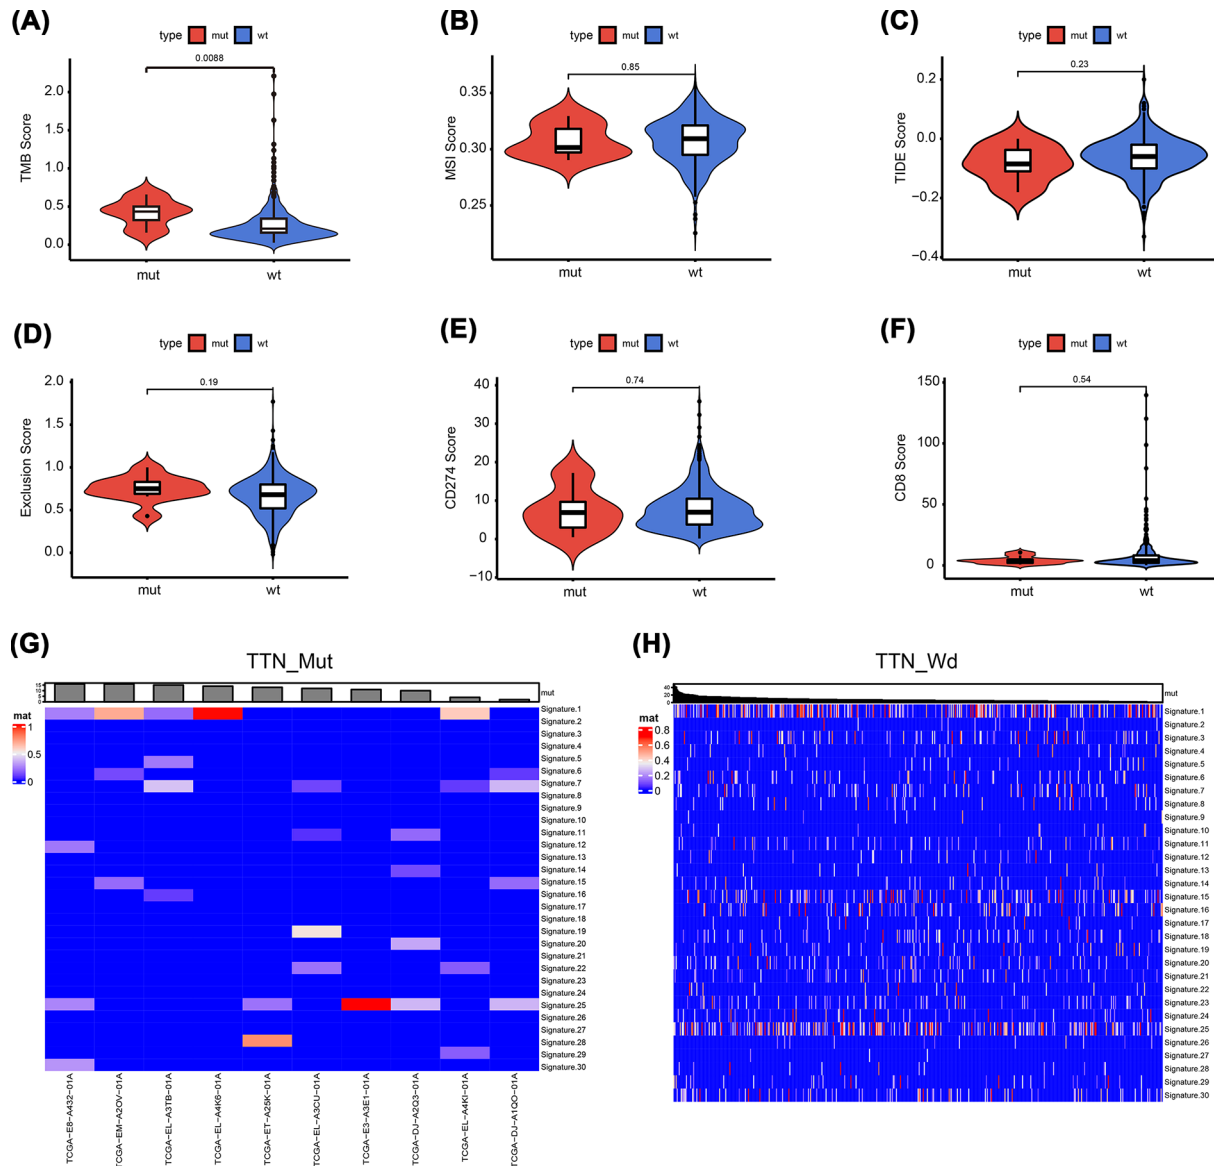 (A)
type mut wt
0.0088
TMB Score
2.0
1.5
1.0
0.5
0.0
mut wt
(B)
type mut wt
0.85
MSI Score
0.35
0.30
0.25
mut wt
(C)
type mut wt
0.23
TIDE Score
0.2
0.0
−0.2
−0.4
mut wt
(D)
type mut wt
0.19
Exclusion Score
2.0
1.5
1.0
0.5
0.0
mut wt
(E)
type mut wt
0.74
CD274 Score
40
30
20
10
0
−10
mut wt
(F)
type mut wt
0.54
CD8 Score
150
100
50
0
mut wt
(G)
TTN_Mut
15
10
5
0
mut
mat
1
0.5
0
Signature.1
Signature.2
Signature.3
Signature.4
Signature.5
Signature.6
Signature.7
Signature.8
Signature.9
Signature.10
Signature.11
Signature.12
Signature.13
Signature.14
Signature.15
Signature.16
Signature.17
Signature.18
Signature.19
Signature.20
Signature.21
Signature.22
Signature.23
Signature.24
Signature.25
Signature.26
Signature.27
Signature.28
Signature.29
Signature.30
TCGA−E8−A432−01A
TCGA−EM−A2OV−01A
TCGA−EL−A3TB−01A
TCGA−EL−A4K6−01A
TCGA−ET−A25K−01A
TCGA−EL−A3CU−01A
TCGA−E3−A3E1−01A
TCGA−DJ−A2Q3−01A
TCGA−EL−A4KI−01A
TCGA−DJ−A1QO−01A
(H)
TTN_Wd
40
20
0
mut
mat
0.8
0.6
0.4
0.2
0
Signature.1
Signature.2
Signature.3
Signature.4
Signature.5
Signature.6
Signature.7
Signature.8
Signature.9
Signature.10
Signature.11
Signature.12
Signature.13
Signature.14
Signature.15
Signature.16
Signature.17
Signature.18
Signature.19
Signature.20
Signature.21
Signature.22
Signature.23
Signature.24
Signature.25
Signature.26
Signature.27
Signature.28
Signature.29
Signature.30